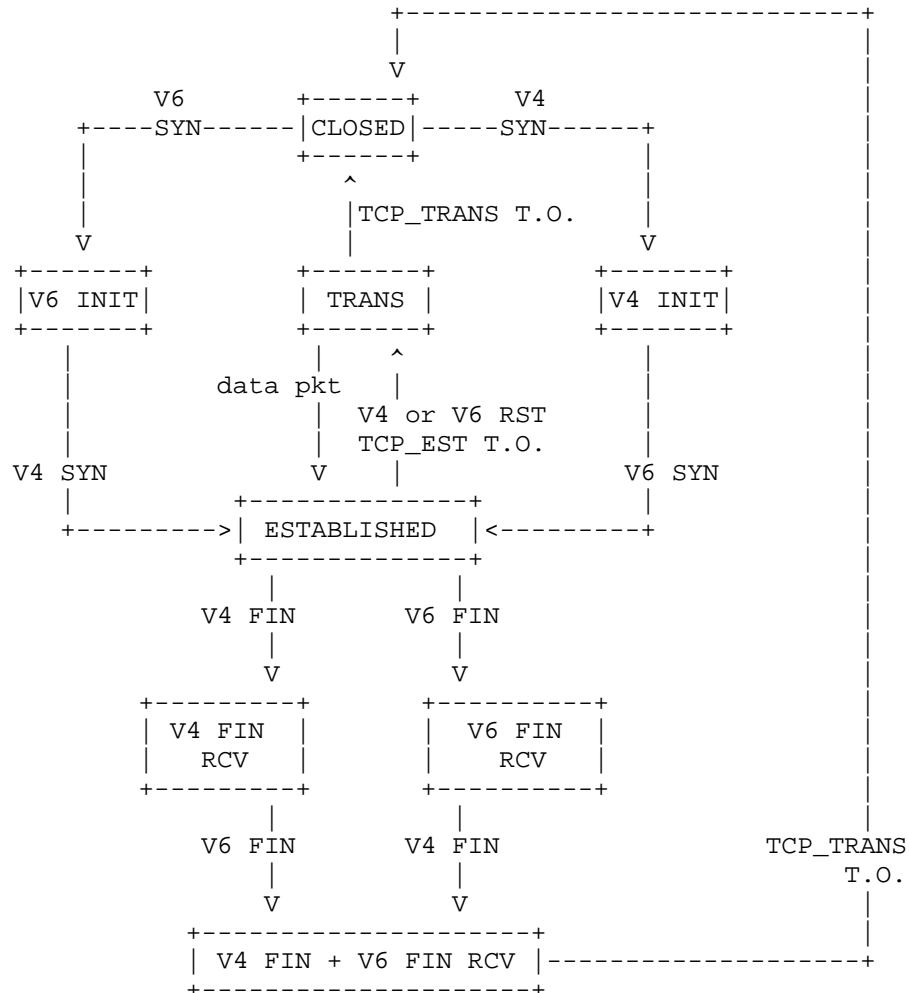 V6 V4
SYN CLOSED SYN
TCP_TRANS T.O.
V V
V6 INIT TRANS V4 INIT
data pkt
V4 or V6 RST
TCP_EST T.O.
V4 SYN V V6 SYN
ESTABLISHED
V4 FIN V6 FIN
V V
V4 FIN V6 FIN
RCV RCV
V6 FIN V4 FIN TCP_TRANS
T.O.
V V
V4 FIN + V6 FIN RCV